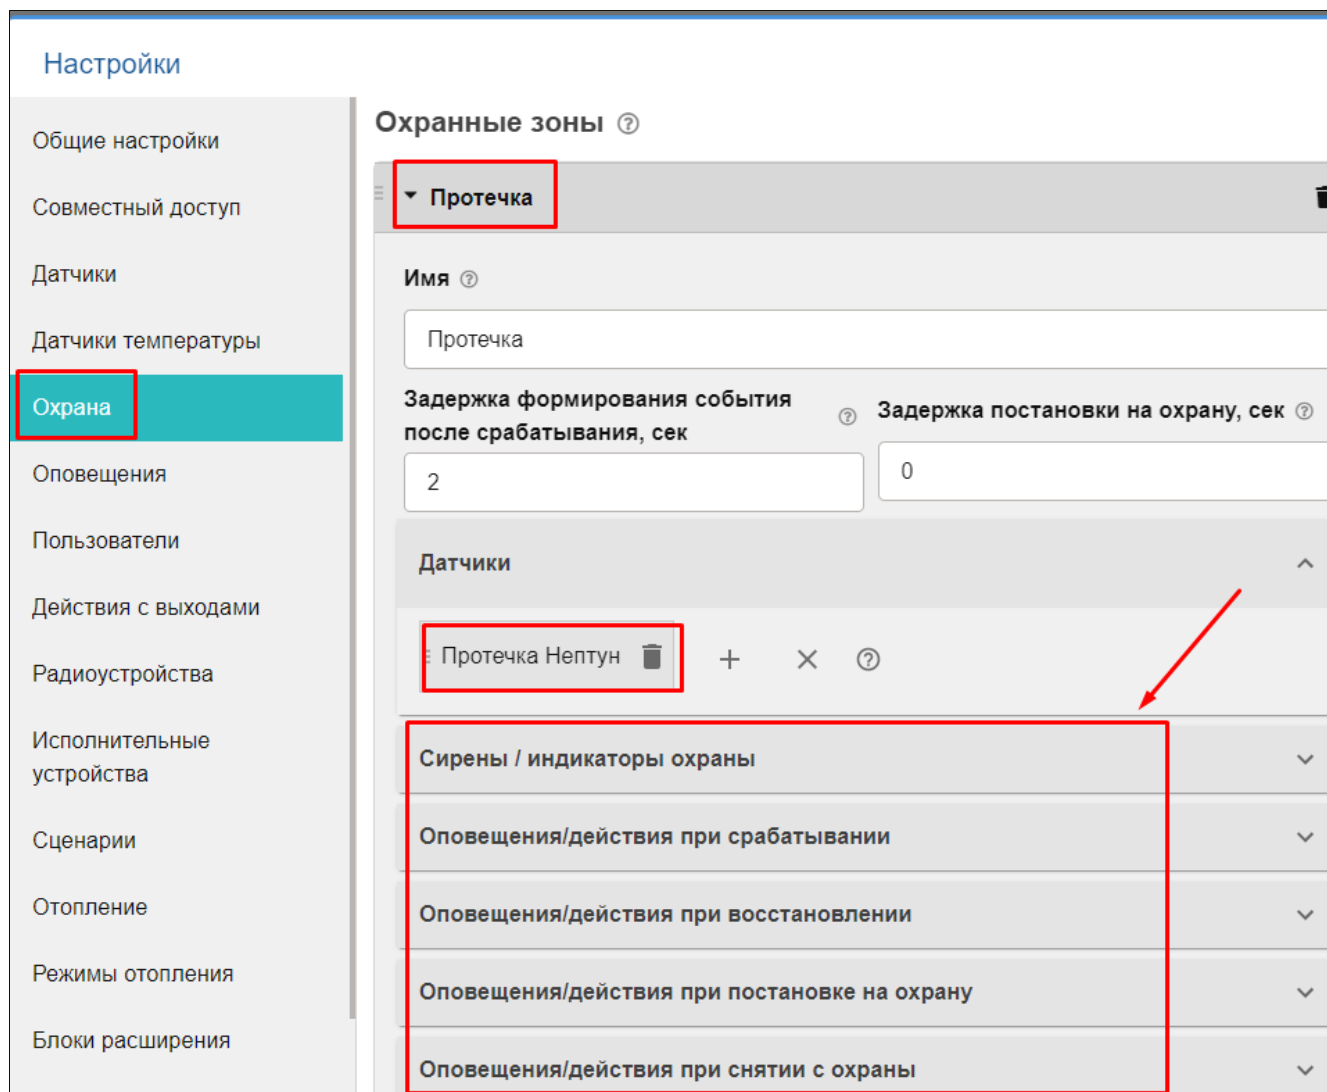 Настройки
Общие настройки
Совместный доступ
Датчики
Датчики температуры
Охрана
Оповещения
Пользователи
Действия с выходами
Радиоустройства
Исполнительные
устройства
Сценарии
Отопление
Режимы отопления
Блоки расширения
Охранные зоны
Протечка
Имя
Протечка
Задержка формирования события
после срабатывания, сек
2
Задержка постановки на охрану, сек
0
Датчики
Протечка Нептун
Сирены / индикаторы охраны
Оповещения/действия при срабатывании
Оповещения/действия при восстановлении
Оповещения/действия при постановке на охрану
Оповещения/действия при снятии с охраны